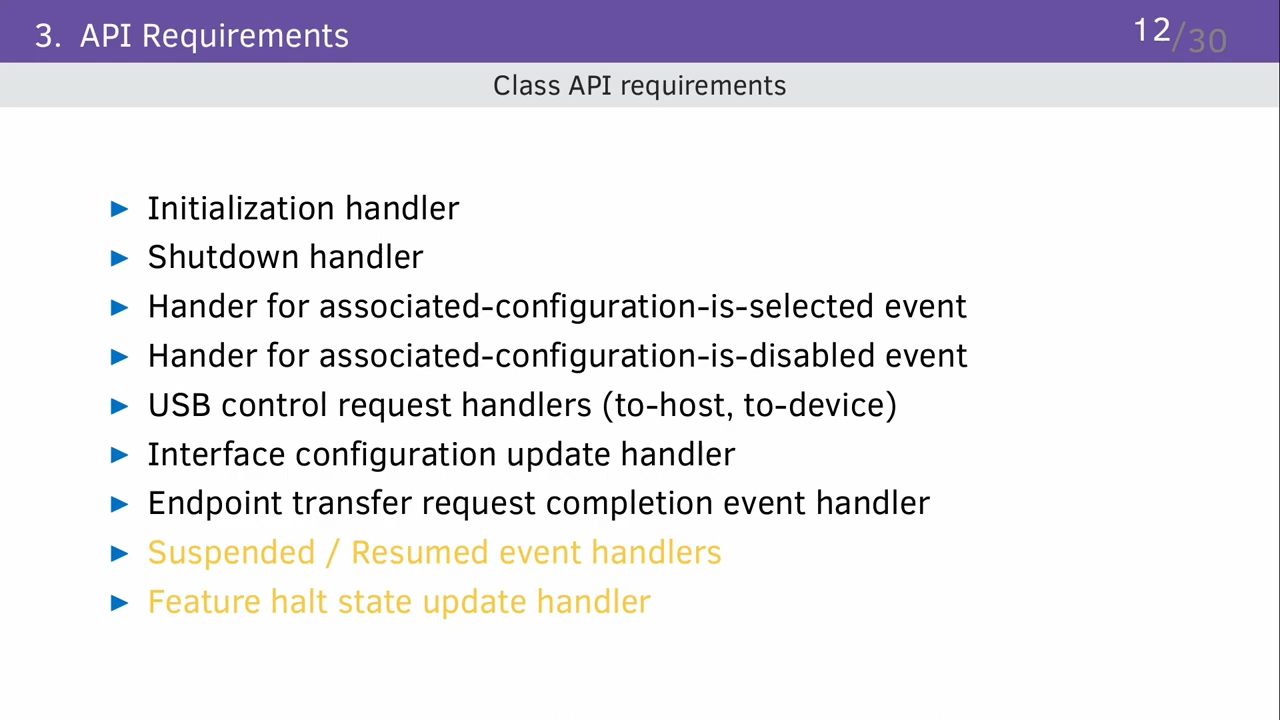 3. API Requirements
12/30
Class API requirements
► Initialization handler
► Shutdown handler
► Hander for associated-configuration-is-selected event
► Hander for associated-configuration-is-disabled event
► USB control request handlers (to-host, to-device)
► Interface configuration update handler
► Endpoint transfer request completion event handler
► Suspended / Resumed event handlers
► Feature halt state update handler